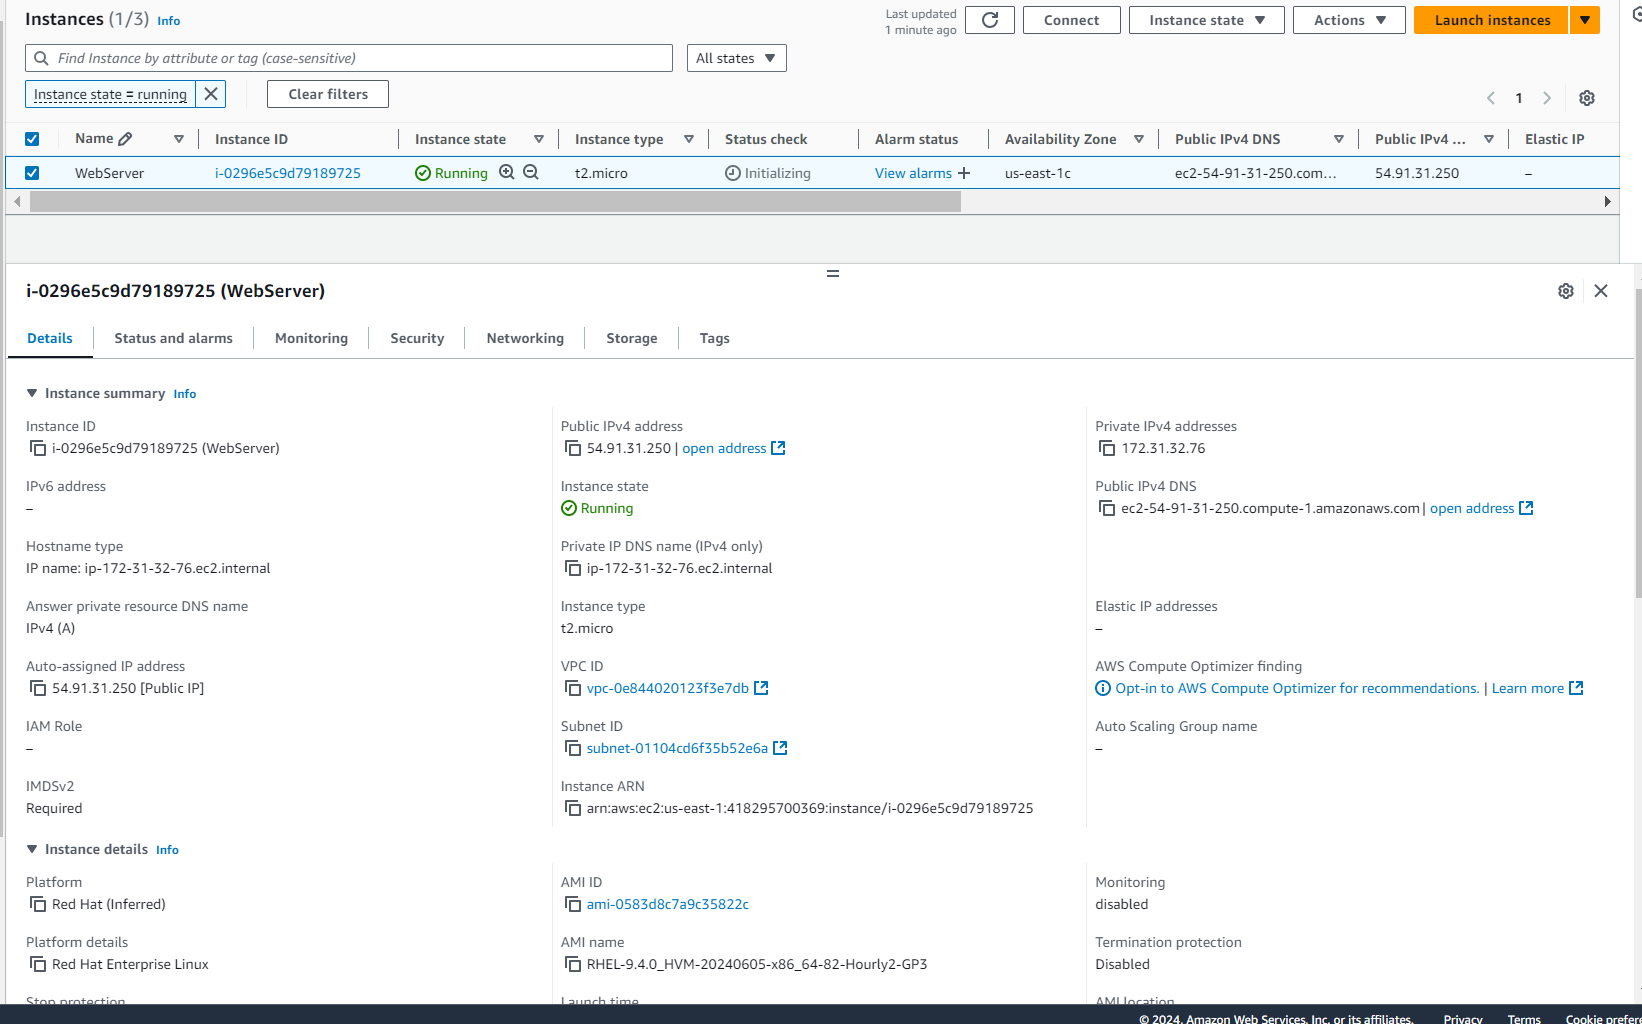 Instances (1/3) Info
Last updated
1 minute ago
Connect
Instance state
Actions
Launch instances
Find Instance by attribute or tag (case-sensitive)
All states
Instance state = running
Clear filters
1
Name Instance ID Instance state Instance type Status check Alarm status Availability Zone Public IPv4 DNS Public IPv4 ... Elastic IP
WebServer i-0296e5c9d79189725 Running t2.micro Initializing View alarms + us-east-1c ec2-54-91-31-250.com... 54.91.31.250 –
i-0296e5c9d79189725 (WebServer)
Details Status and alarms Monitoring Security Networking Storage Tags
Instance summary Info
Instance ID Public IPv4 address Private IPv4 addresses
i-0296e5c9d79189725 (WebServer) 54.91.31.250 | open address 172.31.32.76
IPv6 address Instance state Public IPv4 DNS
– Running ec2-54-91-31-250.compute-1.amazonaws.com | open address
Hostname type Private IP DNS name (IPv4 only)
IP name: ip-172-31-32-76.ec2.internal ip-172-31-32-76.ec2.internal
Answer private resource DNS name Instance type Elastic IP addresses
IPv4 (A) t2.micro –
Auto-assigned IP address VPC ID AWS Compute Optimizer finding
54.91.31.250 [Public IP] vpc-0e844020123f3e7db Opt-in to AWS Compute Optimizer for recommendations. | Learn more
IAM Role Subnet ID Auto Scaling Group name
– subnet-01104cd6f35b52e6a –
IMDSv2 Instance ARN
Required arn:aws:ec2:us-east-1:418295700369:instance/i-0296e5c9d79189725
Instance details Info
Platform AMI ID Monitoring
Red Hat (Inferred) ami-0583d8c7a9c35822c disabled
Platform details AMI name Termination protection
Red Hat Enterprise Linux RHEL-9.4.0_HVM-20240605-x86_64-82-Hourly2-GP3 Disabled
Stop protection Launch time AMI location
© 2024, Amazon Web Services, Inc. or its affiliates. Privacy Terms Cookie prefere